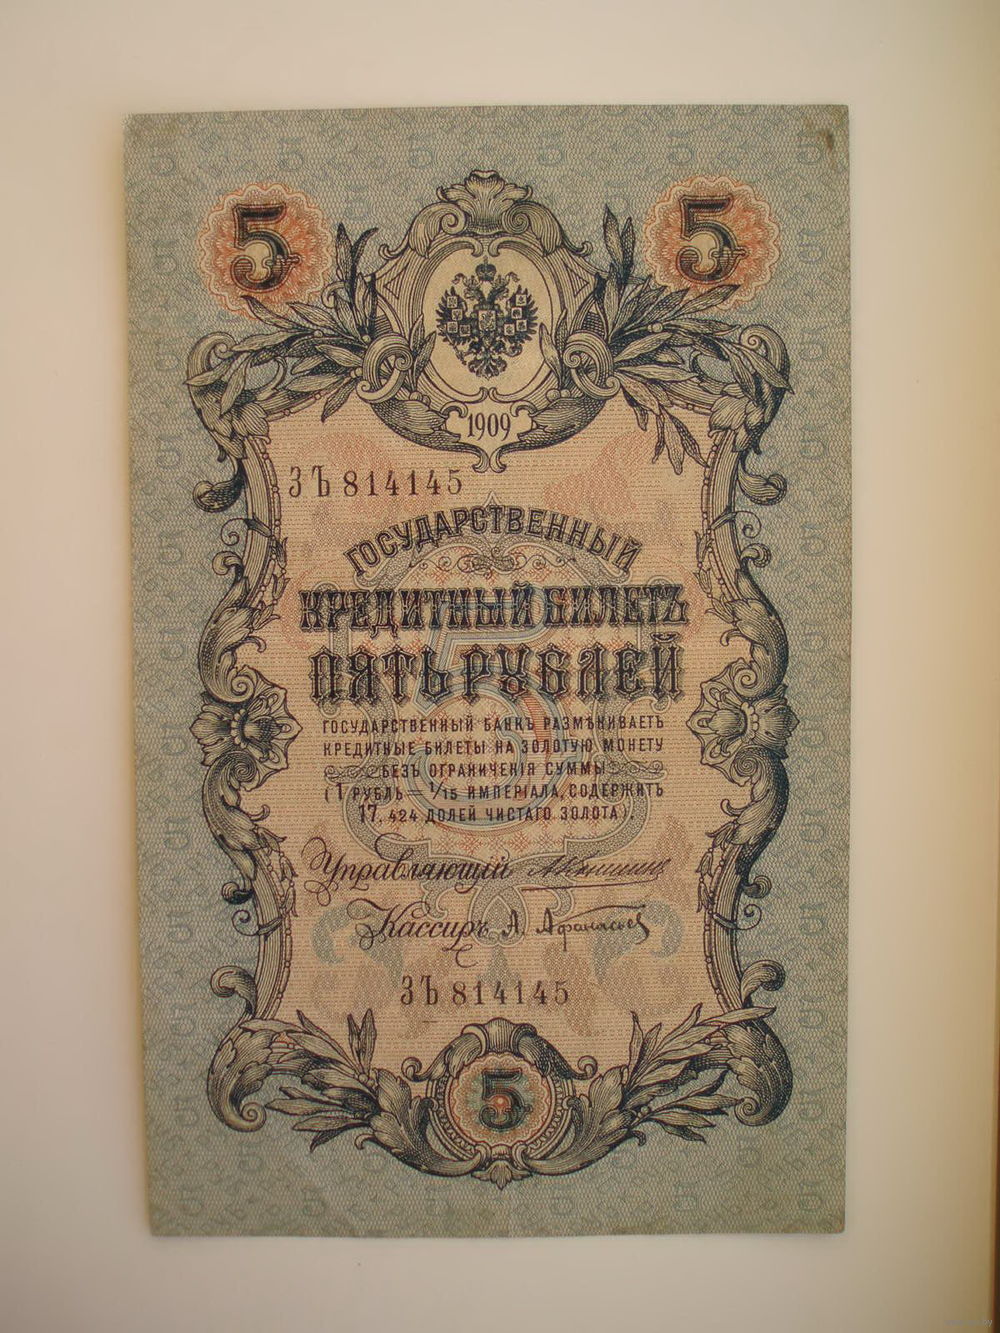 5 5
1909
ЗЪ 814145
ГОСУДАРСТВЕННЫЙ
КРЕДИТНЫЙ БИЛЕТЪ
ПЯТЬ РУБЛЕЙ
ГОСУДАРСТВЕННЫЙ БАНКЪ РАЗМѢНИВАЕТЪ
КРЕДИТНЫЕ БИЛЕТЫ НА ЗОЛОТУЮ МОНЕТУ
БЕЗЪ ОГРАНИЧЕНІЯ СУММЫ
(1 РУБЛЬ — 1/15 ИМПЕРІАЛА, СОДЕРЖИТЪ
17, 424 ДОЛЕЙ ЧИСТАГО ЗОЛОТА).
Управляющій
Кассиръ А. Афанасьев
ЗЪ 814145
5